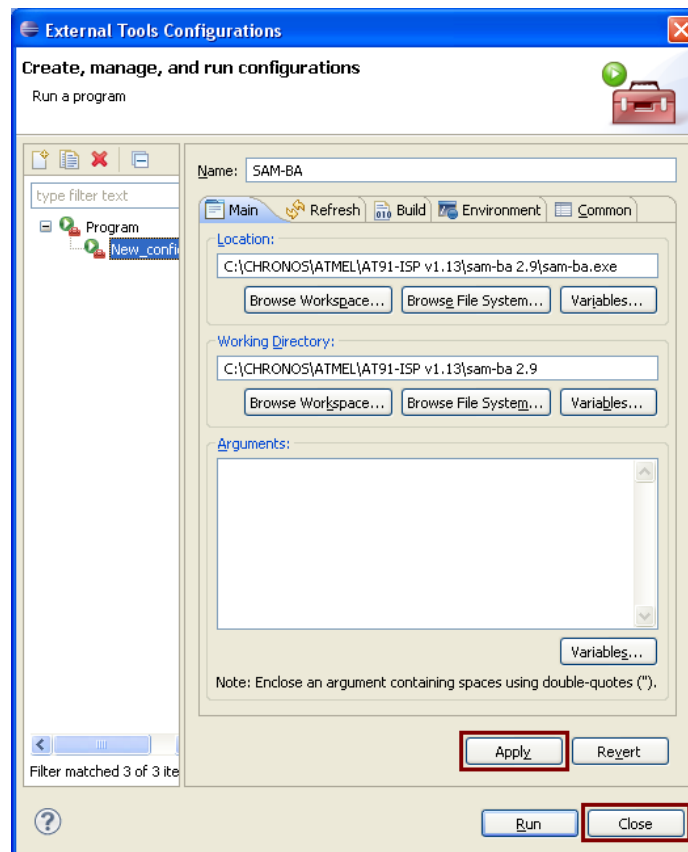 External Tools Configurations
Create, manage, and run configurations
Run a program
type filter text
Program
New_confi
Filter matched 3 of 3 ite
Name: SAM-BA
Main Refresh Build Environment Common
Location:
C:\CHRONOS\ATMEL\AT91-ISP v1.13\sam-ba 2.9\sam-ba.exe
Browse Workspace... Browse File System... Variables...
Working Directory:
C:\CHRONOS\ATMEL\AT91-ISP v1.13\sam-ba 2.9
Browse Workspace... Browse File System... Variables...
Arguments:
Variables...
Note: Enclose an argument containing spaces using double-quotes (").
Apply Revert
Run Close